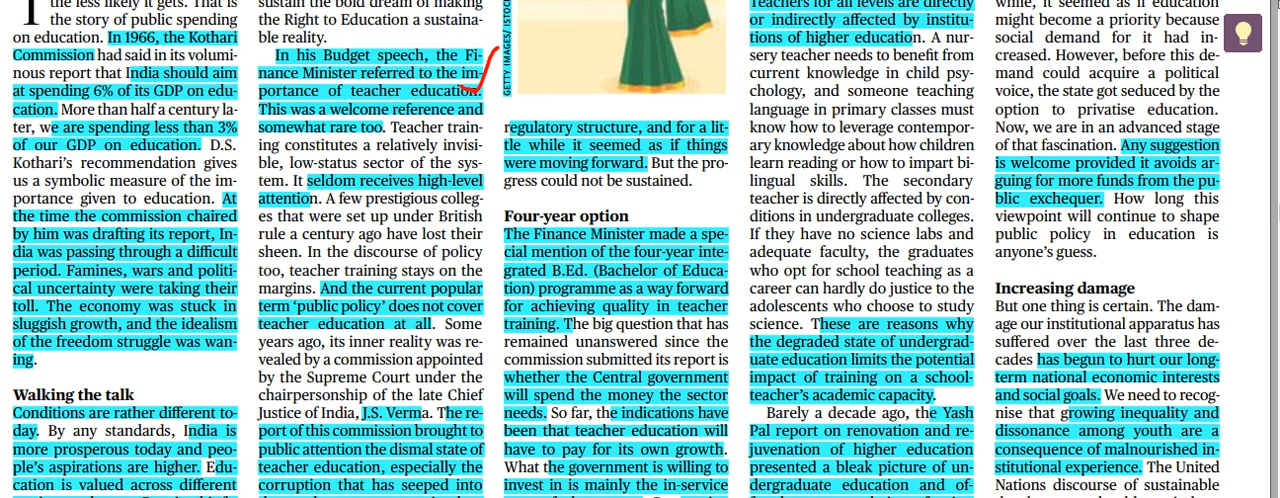 the less likely it gets. That is
the story of public spending
on education. In 1966, the Kothari
Commission had said in its volumi-
nous report that India should aim
at spending 6% of its GDP on edu-
cation. More than half a century la-
ter, we are spending less than 3%
of our GDP on education. D.S.
Kothari's recommendation gives
us a symbolic measure of the im-
portance given to education. At
the time the commission chaired
by him was drafting its report, In-
dia was passing through a difficult
period. Famines, wars and politi-
cal uncertainty were taking their
toll. The economy was stuck in
sluggish growth, and the idealism
of the freedom struggle was wan-
ing.
Walking the talk
Conditions are rather different to-
day. By any standards, India is
more prosperous today and peo-
ple's aspirations are higher. Edu-
cation is valued across different
sustain the bold dream of making
the Right to Education a sustaina-
ble reality.
In his Budget speech, the Fi-
nance Minister referred to the im-
portance of teacher education.
This was a welcome reference and
somewhat rare too. Teacher train-
ing constitutes a relatively invisi-
ble, low-status sector of the sys-
tem. It seldom receives high-level
attention. A few prestigious colleg-
es that were set up under British
rule a century ago have lost their
sheen. In the discourse of policy
too, teacher training stays on the
margins. And the current popular
term 'public policy' does not cover
teacher education at all. Some
years ago, its inner reality was re-
vealed by a commission appointed
by the Supreme Court under the
chairpersonship of the late Chief
Justice of India, J.S. Verma. The re-
port of this commission brought to
public attention the dismal state of
teacher education, especially the
corruption that has seeped into
GETTY IMAGES/ISTOC
regulatory structure, and for a lit-
tle while it seemed as if things
were moving forward. But the pro-
gress could not be sustained.
Four-year option
The Finance Minister made a spe-
cial mention of the four-year inte-
grated B.Ed. (Bachelor of Educa-
tion) programme as a way forward
for achieving quality in teacher
training. The big question that has
remained unanswered since the
commission submitted its report is
whether the Central government
will spend the money the sector
needs. So far, the indications have
been that teacher education will
have to pay for its own growth.
What the government is willing to
invest in is mainly the in-service
Teachers for all levels are directly
or indirectly affected by institu-
tions of higher education. A nur-
sery teacher needs to benefit from
current knowledge in child psy-
chology, and someone teaching
language in primary classes must
know how to leverage contempor-
ary knowledge about how children
learn reading or how to impart bi-
lingual skills. The secondary
teacher is directly affected by con-
ditions in undergraduate colleges.
If they have no science labs and
adequate faculty, the graduates
who opt for school teaching as a
career can hardly do justice to the
adolescents who choose to study
science. These are reasons why
the degraded state of undergrad-
uate education limits the potential
impact of training on a school-
teacher's academic capacity.
Barely a decade ago, the Yash
Pal report on renovation and re-
juvenation of higher education
presented a bleak picture of un-
dergraduate education and of-
while, it seemed as if education
might become a priority because
social demand for it had in-
creased. However, before this de-
mand could acquire a political
voice, the state got seduced by the
option to privatise education.
Now, we are in an advanced stage
of that fascination. Any suggestion
is welcome provided it avoids ar-
guing for more funds from the pu-
blic exchequer. How long this
viewpoint will continue to shape
public policy in education is
anyone's guess.
Increasing damage
But one thing is certain. The dam-
age our institutional apparatus has
suffered over the last three de-
cades has begun to hurt our long-
term national economic interests
and social goals. We need to recog-
nise that growing inequality and
dissonance among youth are a
consequence of malnourished in-
stitutional experience. The United
Nations discourse of sustainable